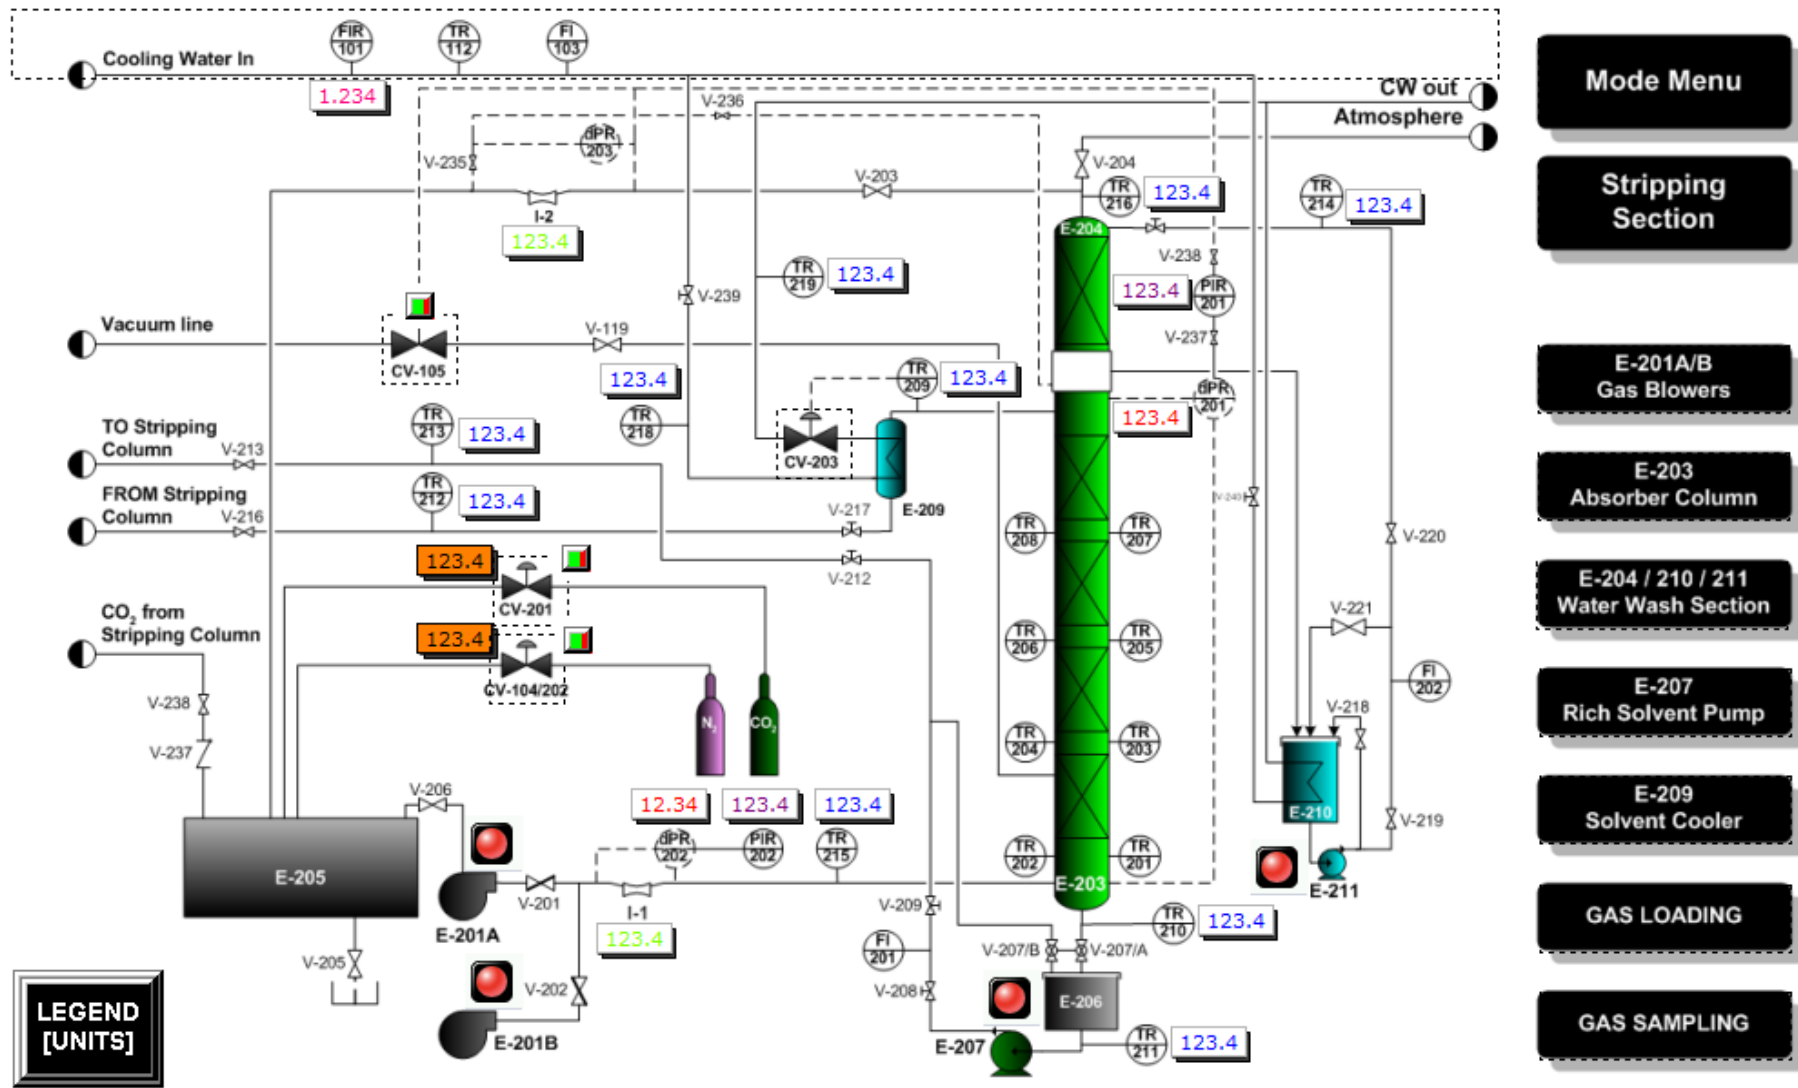 FIR
101
TR
112
FI
103
Cooling Water In
1.234
Mode Menu
CW out
Atmosphere
V-236
dPR
203
V-235
V-204
V-203
TR
216
123.4
TR
214
123.4
Stripping
Section
I-2
123.4
E-204
V-238
TR
219
123.4
123.4
PIR
201
V-239
Vacuum line
V-119
V-237
CV-105
123.4
TR
209
123.4
E-201A/B
Gas Blowers
dPR
201
123.4
TR
218
TO Stripping
Column
V-213
TR
213
123.4
CV-203
E-203
Absorber Column
FROM Stripping
Column
V-216
TR
212
123.4
V-217
E-209
V-240
TR
208
TR
207
V-220
123.4
CV-201
V-212
E-204 / 210 / 211
Water Wash Section
CO2 from
Stripping Column
123.4
CV-104/202
TR
206
TR
205
V-221
FI
202
V-238
N2
CO2
V-218
E-207
Rich Solvent Pump
V-237
TR
204
TR
203
V-206
12.34
123.4
123.4
E-210
V-219
E-209
Solvent Cooler
dPR
202
PIR
202
TR
215
TR
202
TR
201
E-205
E-203
E-211
V-201
I-1
V-209
E-201A
123.4
TR
210
123.4
GAS LOADING
FI
201
V-207/B
V-207/A
V-205
V-202
V-208
E-206
LEGEND
[UNITS]
E-201B
E-207
TR
211
123.4
GAS SAMPLING